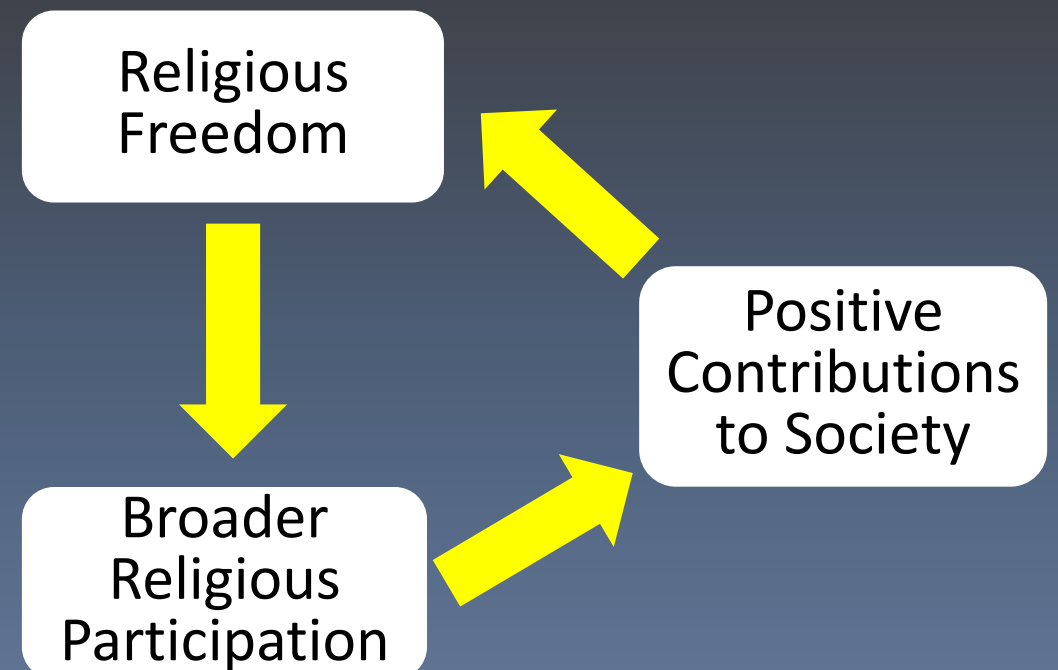 Religious
Freedom
Positive
Contributions
to Society
Broader
Religious
Participation